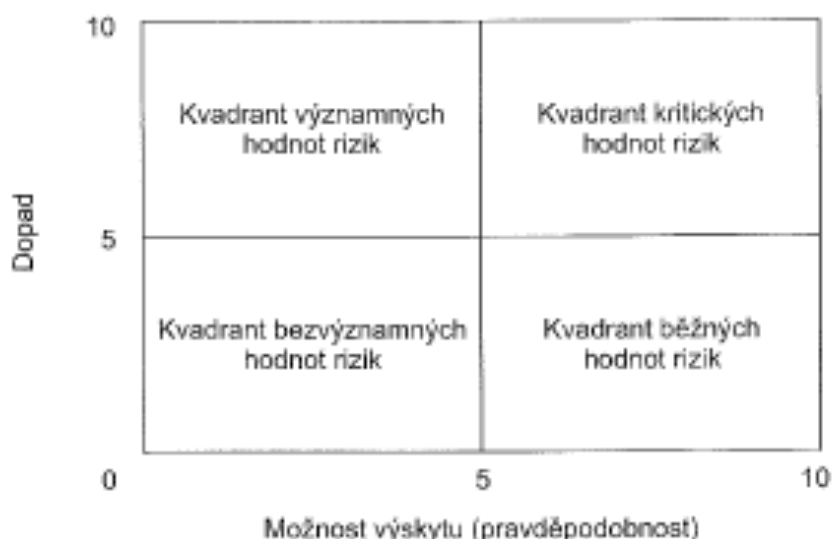 10
Kvadrant významných
hodnot rizik
Kvadrant kritických
hodnot rizik
Dopad
5
Kvadrant bezvýznamných
hodnot rizik
Kvadrant běžných
hodnot rizik
0
5
10
Možnost výskytu (pravděpodobnost)